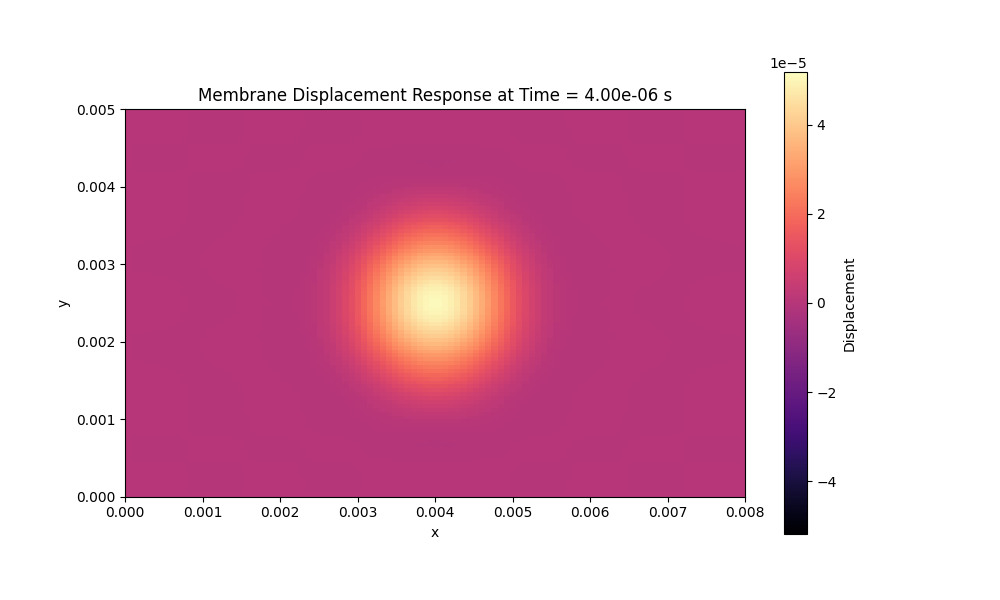 1e−5
Membrane Displacement Response at Time = 4.00e-06 s
0.005
0.004
0.003
0.002
0.001
0.000
y
0.000 0.001 0.002 0.003 0.004 0.005 0.006 0.007 0.008
x
4
2
0
−2
−4
Displacement